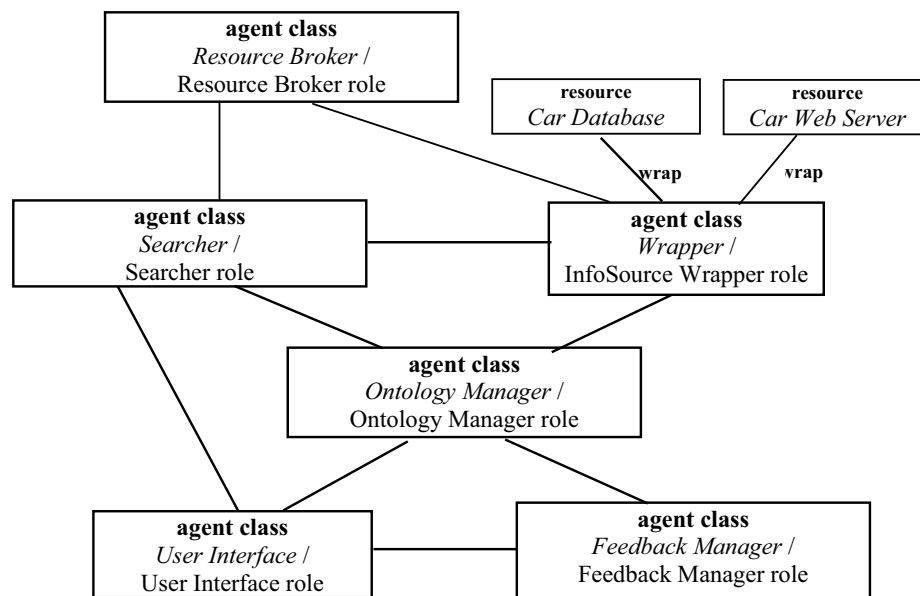 agent class
Resource Broker /
Resource Broker role
resource
Car Database
resource
Car Web Server
wrap
wrap
agent class
Searcher /
Searcher role
agent class
Wrapper /
InfoSource Wrapper role
agent class
Ontology Manager /
Ontology Manager role
agent class
User Interface /
User Interface role
agent class
Feedback Manager /
Feedback Manager role